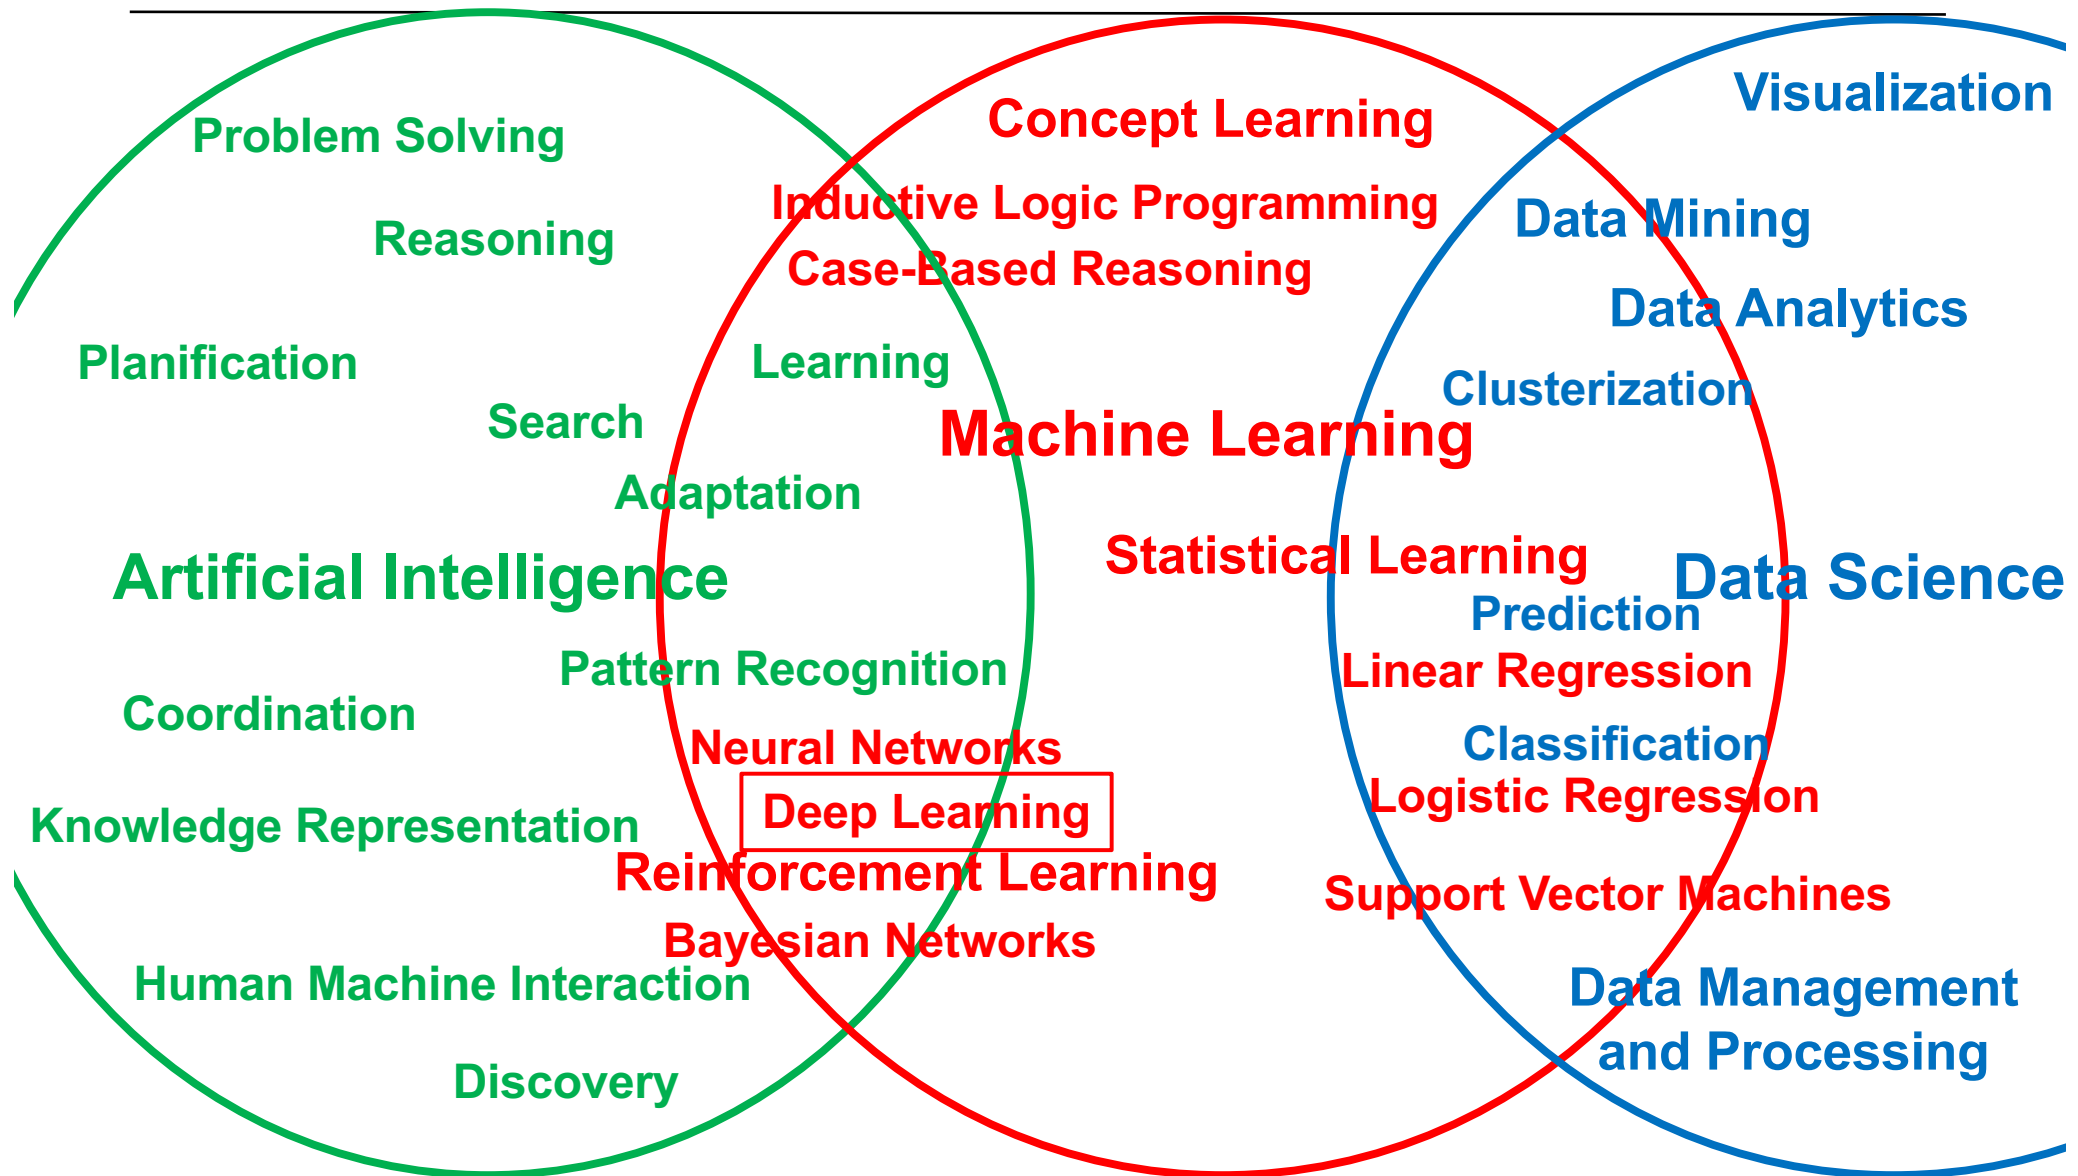 Visualization
Concept Learning
Problem Solving
Inductive Logic Programming
Data Mining
Reasoning
Case-Based Reasoning
Data Analytics
Planification
Learning
Clusterization
Search
Machine Learning
Adaptation
Statistical Learning
Artificial Intelligence
Data Science
Prediction
Pattern Recognition
Linear Regression
Coordination
Neural Networks
Classification
Logistic Regression
Deep Learning
Knowledge Representation
Reinforcement Learning
Support Vector Machines
Bayesian Networks
Human Machine Interaction
Data Management
and Processing
Discovery